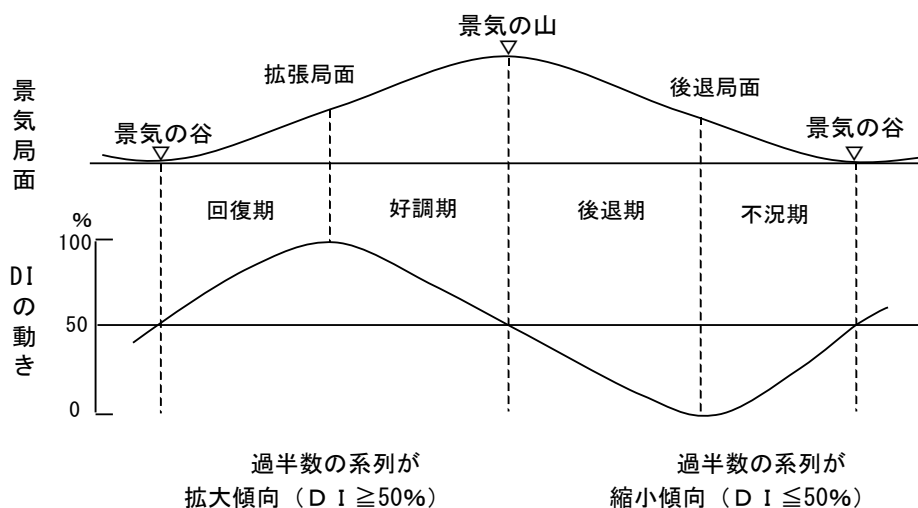 景気の山
▽
拡張局面
後退局面
景気局面
景気の谷
▽
景気の谷
▽
回復期
好調期
後退期
不況期
%
100
DIの動き
50
0
過半数の系列が
拡大傾向（ＤＩ≧50%）
過半数の系列が
縮小傾向（ＤＩ≦50%）